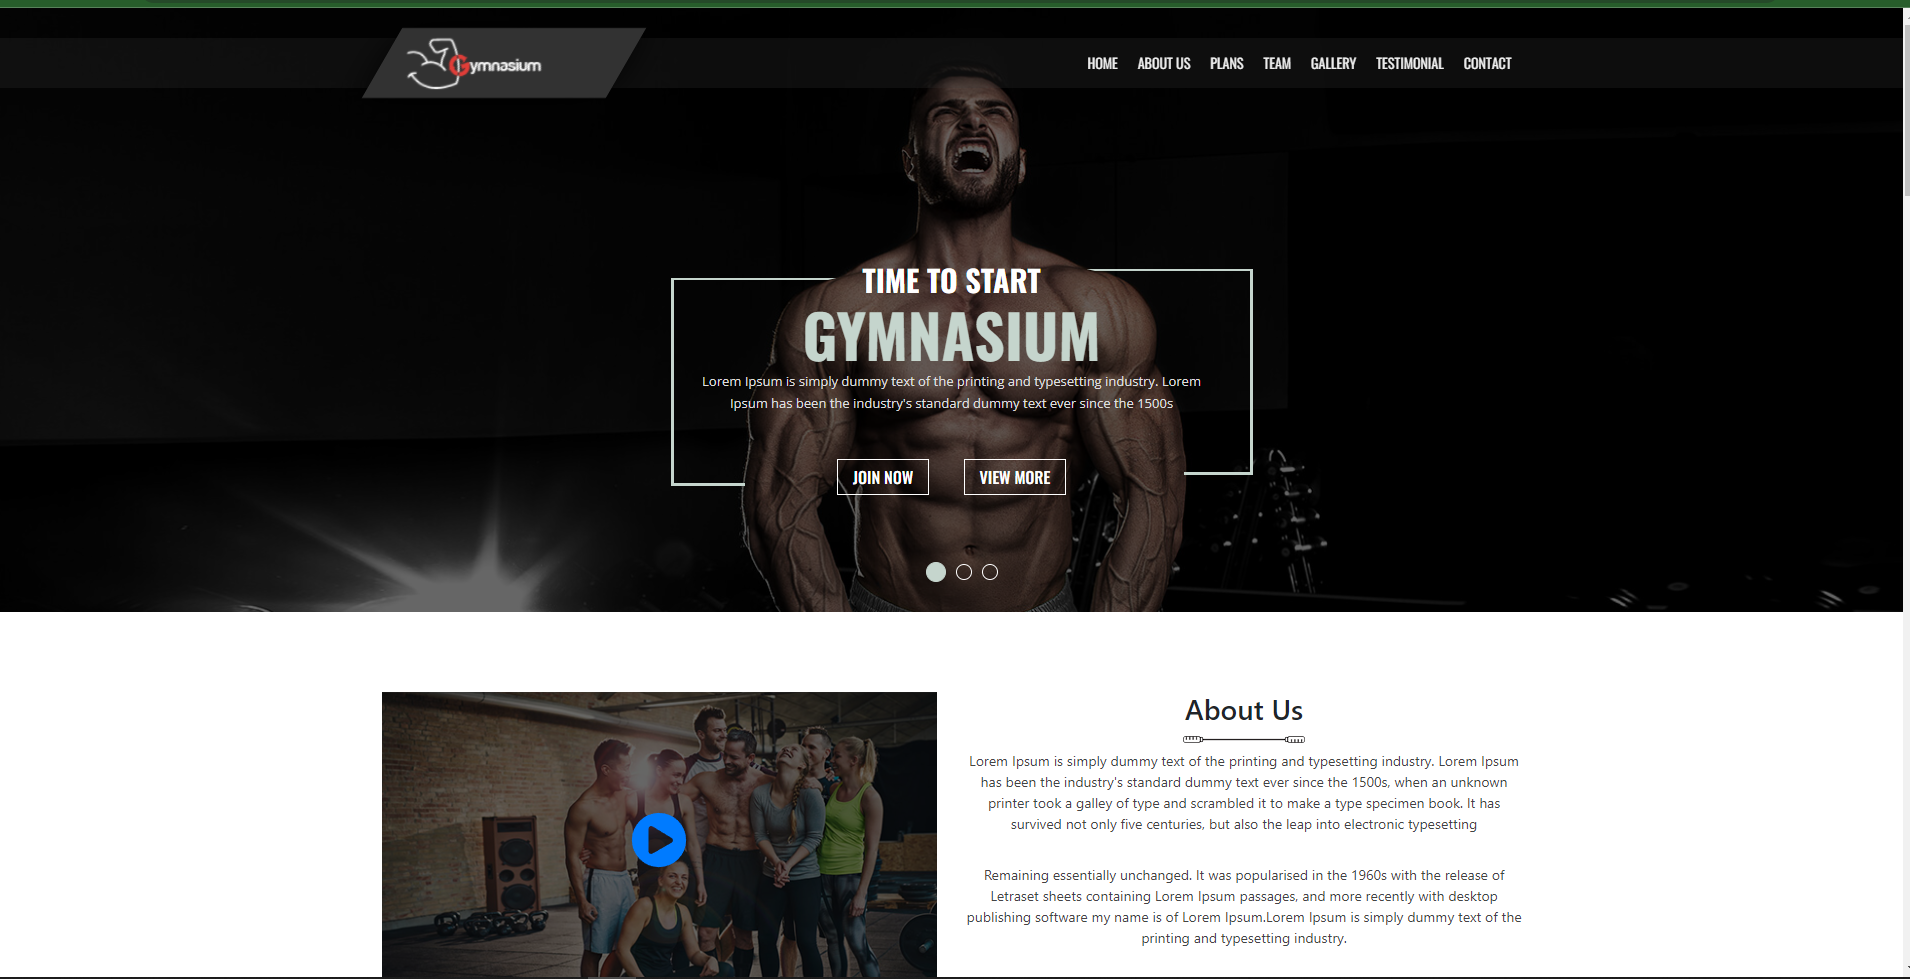 Gymnasium
HOME ABOUT US PLANS TEAM GALLERY TESTIMONIAL CONTACT
TIME TO START
GYMNASIUM
Lorem Ipsum is simply dummy text of the printing and typesetting industry. Lorem
Ipsum has been the industry's standard dummy text ever since the 1500s
JOIN NOW VIEW MORE
About Us
Lorem Ipsum is simply dummy text of the printing and typesetting industry. Lorem Ipsum
has been the industry's standard dummy text ever since the 1500s, when an unknown
printer took a galley of type and scrambled it to make a type specimen book. It has
survived not only five centuries, but also the leap into electronic typesetting
Remaining essentially unchanged. It was popularised in the 1960s with the release of
Letraset sheets containing Lorem Ipsum passages, and more recently with desktop
publishing software my name is of Lorem Ipsum.Lorem Ipsum is simply dummy text of the
printing and typesetting industry.